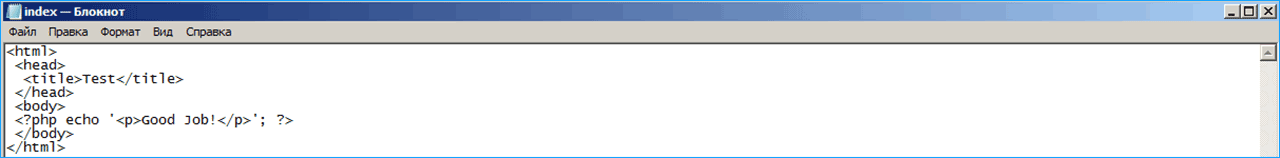 index — Блокнот
Файл Правка Формат Вид Справка
<html>
 <head>
  <title>Test</title>
 </head>
 <body>
 <?php echo '<p>Good Job!</p>'; ?>
 </body>
</html>